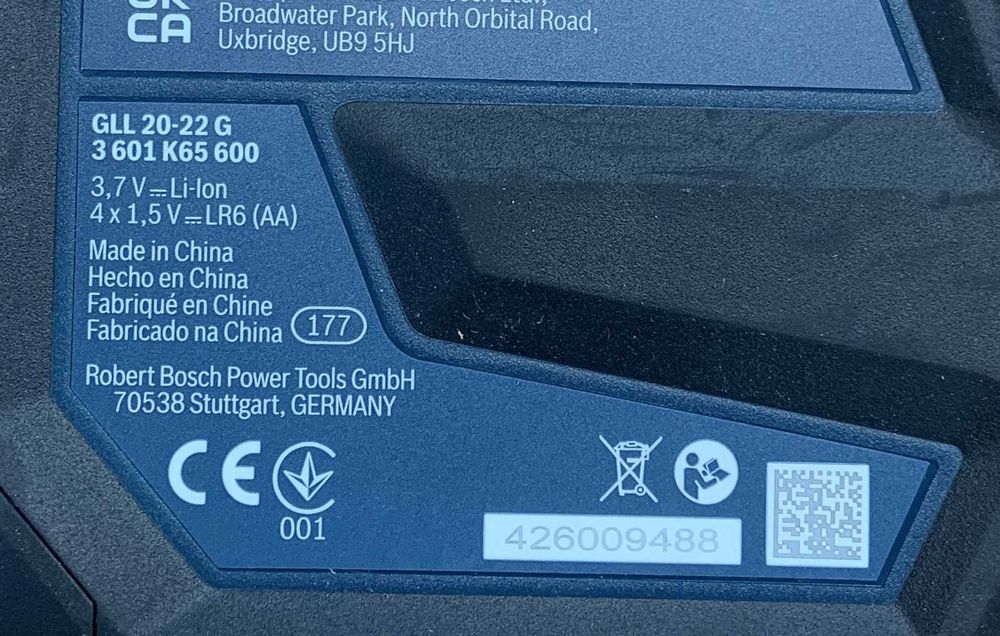 UK
CA
Broadwater Park, North Orbital Road,
Uxbridge, UB9 5HJ
GLL 20-22 G
3 601 K65 600
3,7 V⎓Li-Ion
4 x 1,5 V⎓LR6 (AA)
Made in China
Hecho en China
Fabriqué en Chine
Fabricado na China
177
Robert Bosch Power Tools GmbH
70538 Stuttgart, GERMANY
CE
001
426009488